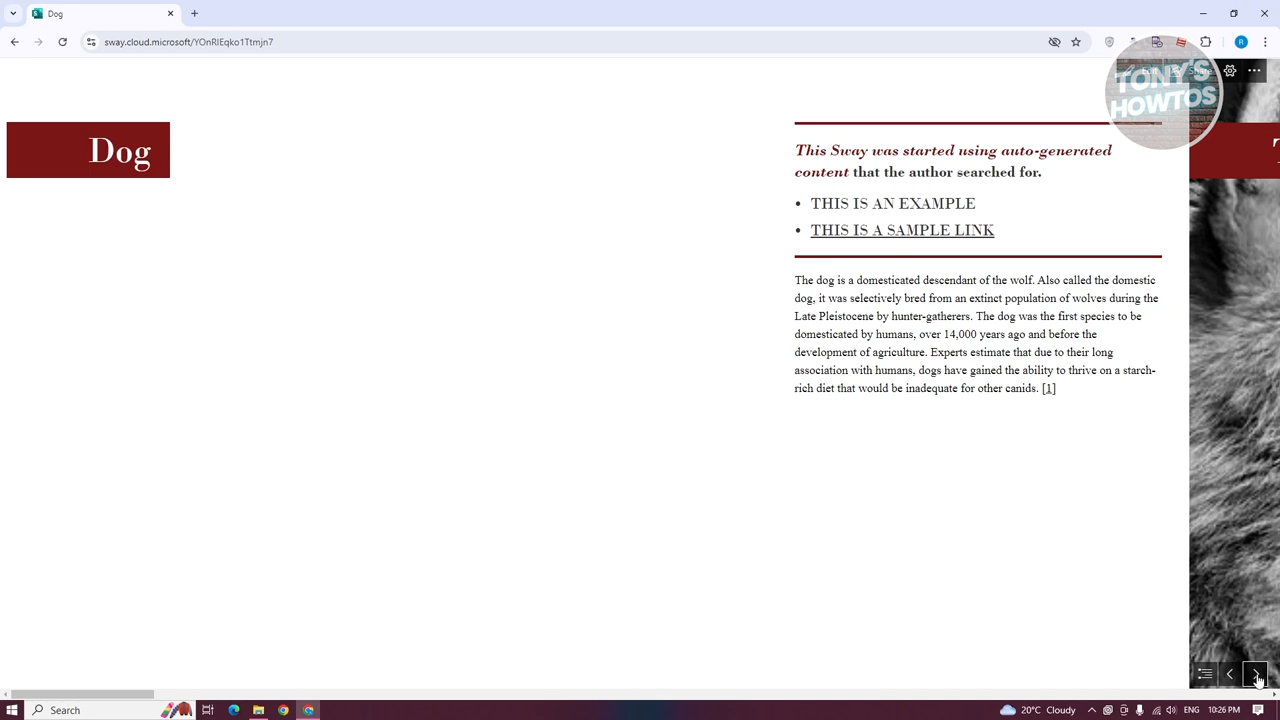 Dog
sway.cloud.microsoft/YOnRlEqko1Ttmjn7
R
Edit
Share
TONY'S
HOWTOS
Dog
This Sway was started using auto-generated
content that the author searched for.
• THIS IS AN EXAMPLE
• THIS IS A SAMPLE LINK
The dog is a domesticated descendant of the wolf. Also called the domestic
dog, it was selectively bred from an extinct population of wolves during the
Late Pleistocene by hunter-gatherers. The dog was the first species to be
domesticated by humans, over 14,000 years ago and before the
development of agriculture. Experts estimate that due to their long
association with humans, dogs have gained the ability to thrive on a starch-
rich diet that would be inadequate for other canids. [1]
Search
20°C Cloudy
ENG
10:26 PM